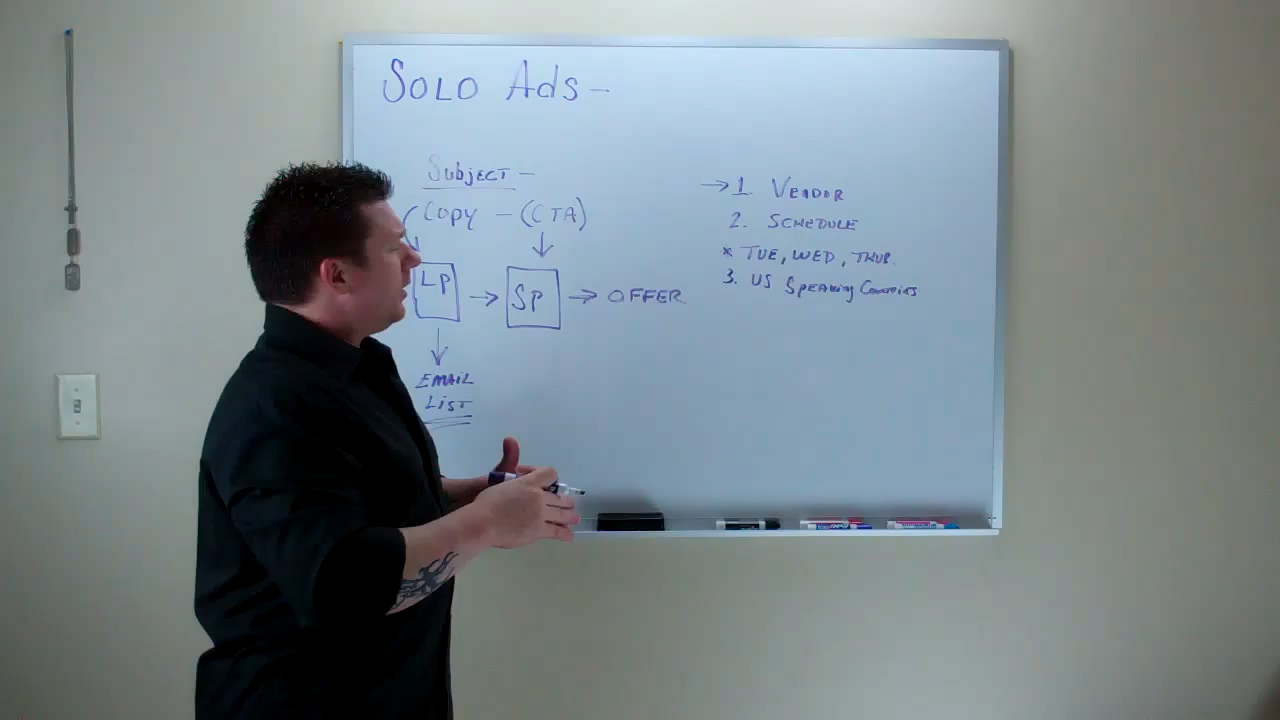 SOLO Ads -
SubjecT -
Copy - (CTA)
LP → SP → OFFER
EMAIL
LiST
→ 1. VENDOR
2. SCHEDULE
* TUE, WED, THUR.
3. US SpeAking Countries